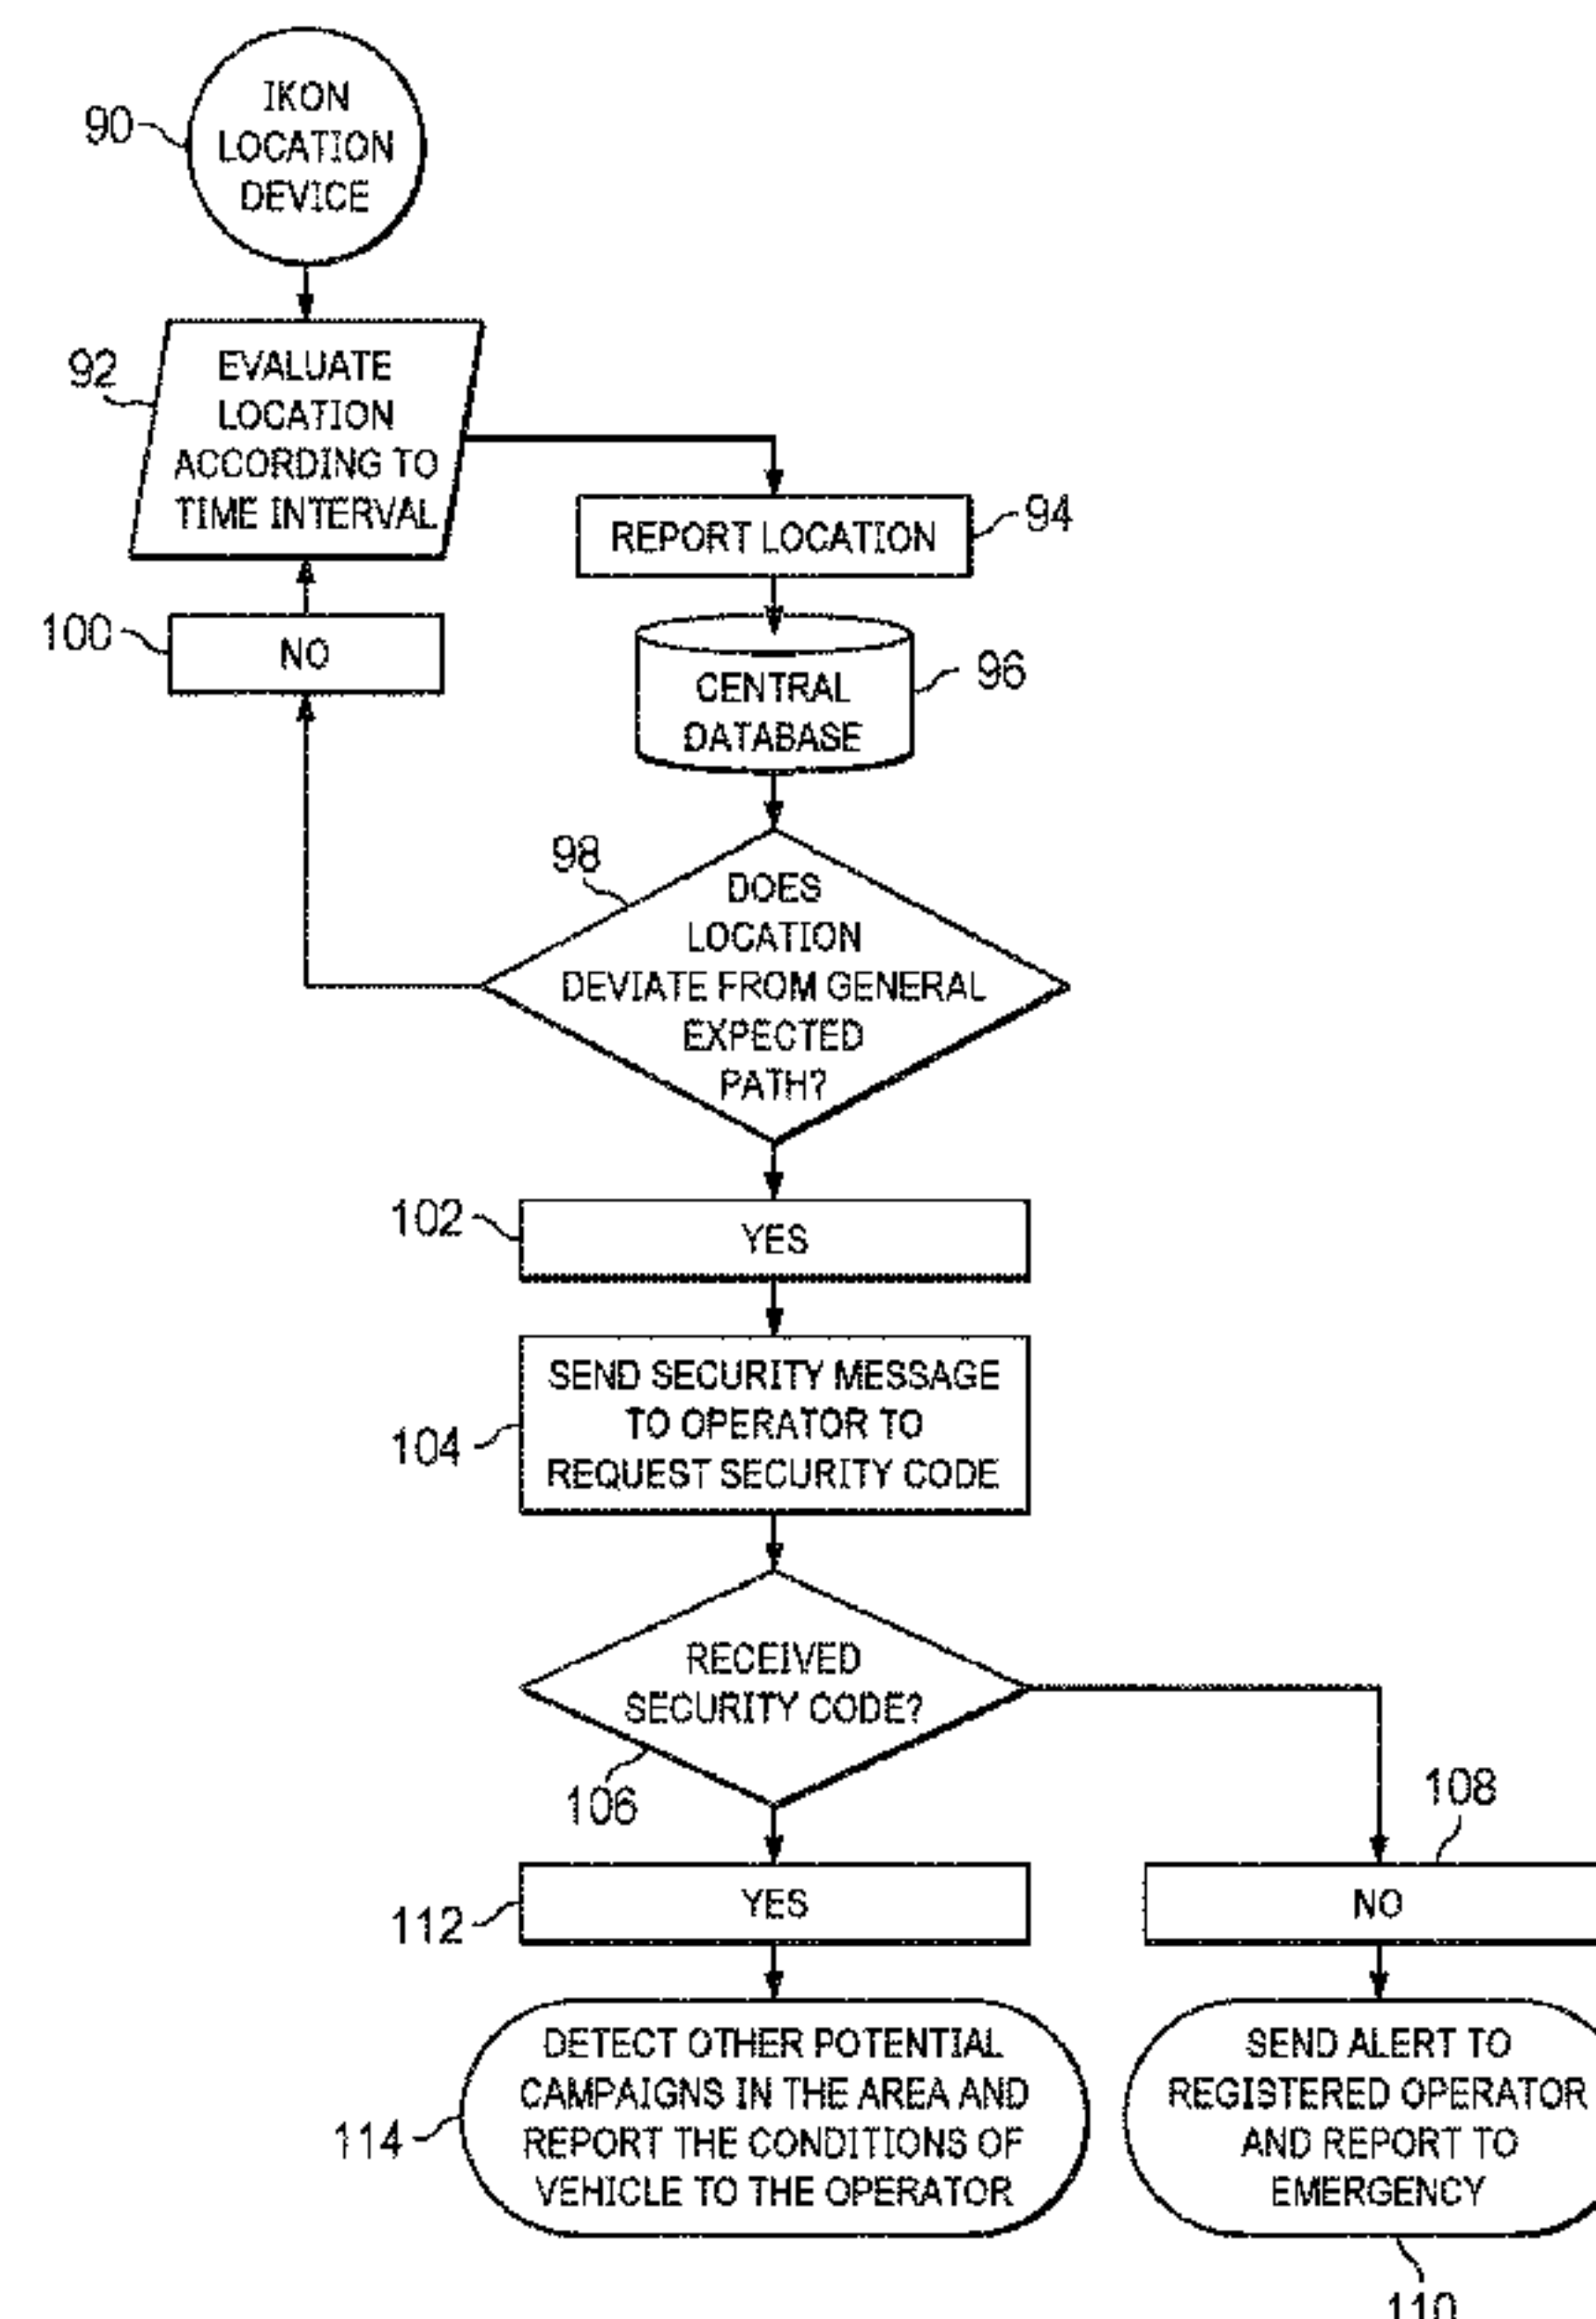 90
IKON
LOCATION
DEVICE
92
EVALUATE
LOCATION
ACCORDING TO
TIME INTERVAL
REPORT LOCATION
94
100
NO
CENTRAL
DATABASE
96
98
DOES
LOCATION
DEVIATE FROM GENERAL
EXPECTED
PATH?
102
YES
104
SEND SECURITY MESSAGE
TO OPERATOR TO
REQUEST SECURITY CODE
RECEIVED
SECURITY CODE?
106
108
112
YES
NO
114
DETECT OTHER POTENTIAL
CAMPAIGNS IN THE AREA AND
REPORT THE CONDITIONS OF
VEHICLE TO THE OPERATOR
SEND ALERT TO
REGISTERED OPERATOR
AND REPORT TO
EMERGENCY
110